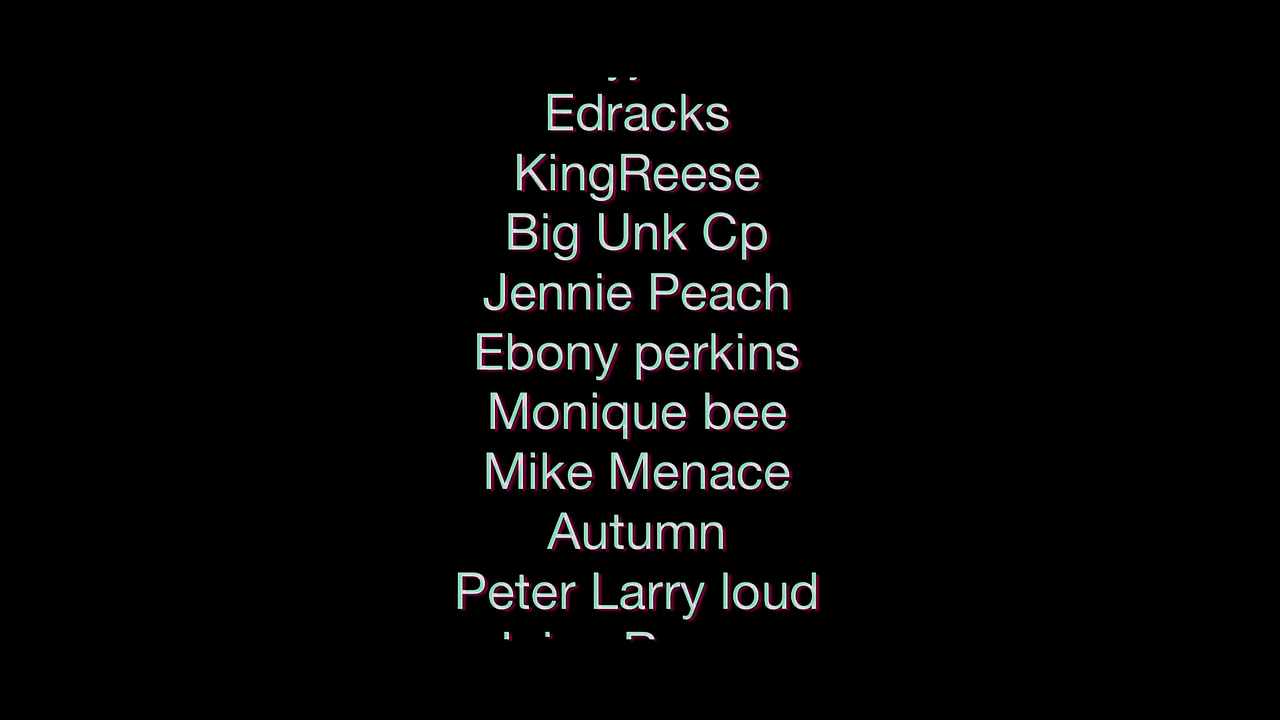 Edracks
KingReese
Big Unk Cp
Jennie Peach
Ebony perkins
Monique bee
Mike Menace
Autumn
Peter Larry loud